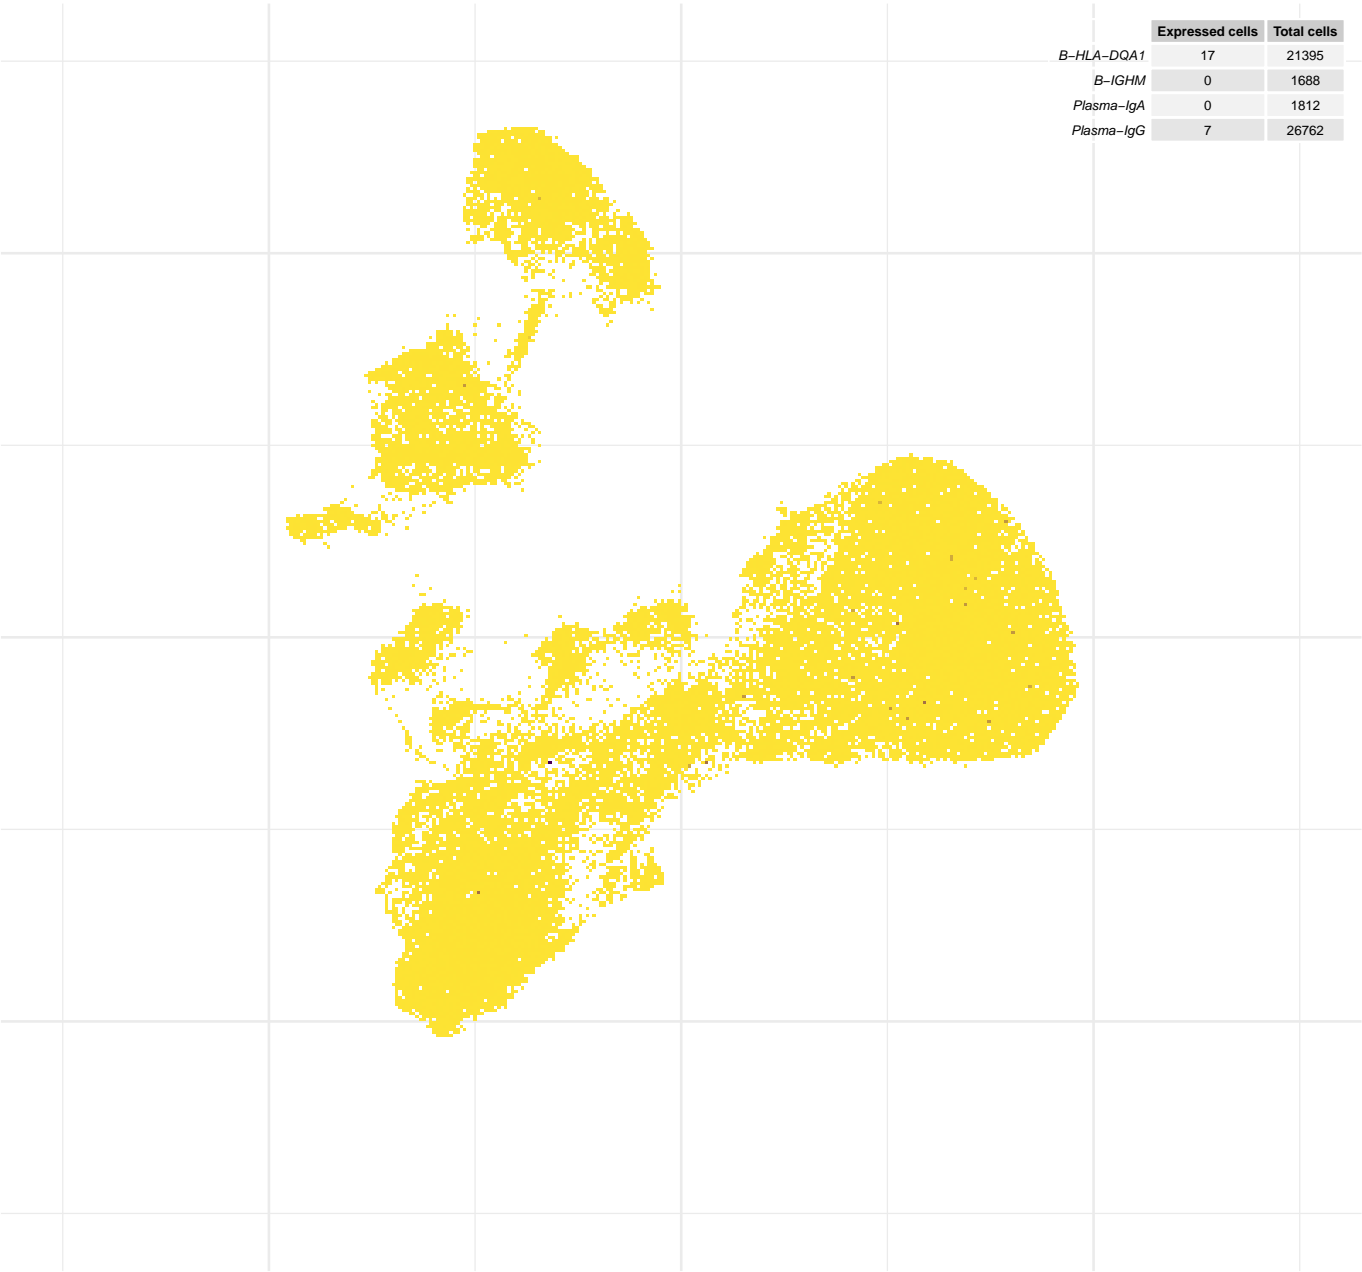 Expressed cells Total cells
B−HLA−DQA1 17 21395
B−IGHM 0 1688
Plasma−IgA 0 1812
Plasma−IgG 7 26762